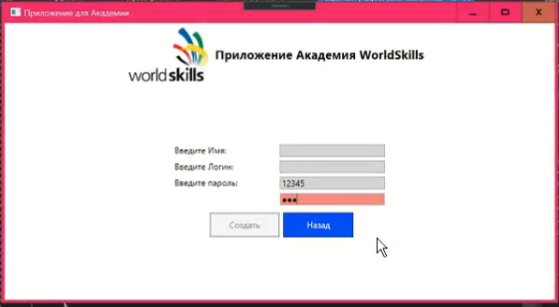 Приложение для Академии
Приложение Академия WorldSkills
worldskills
Введите Имя:
Введите Логин:
Введите пароль:
12345
●●●
Создать
Назад